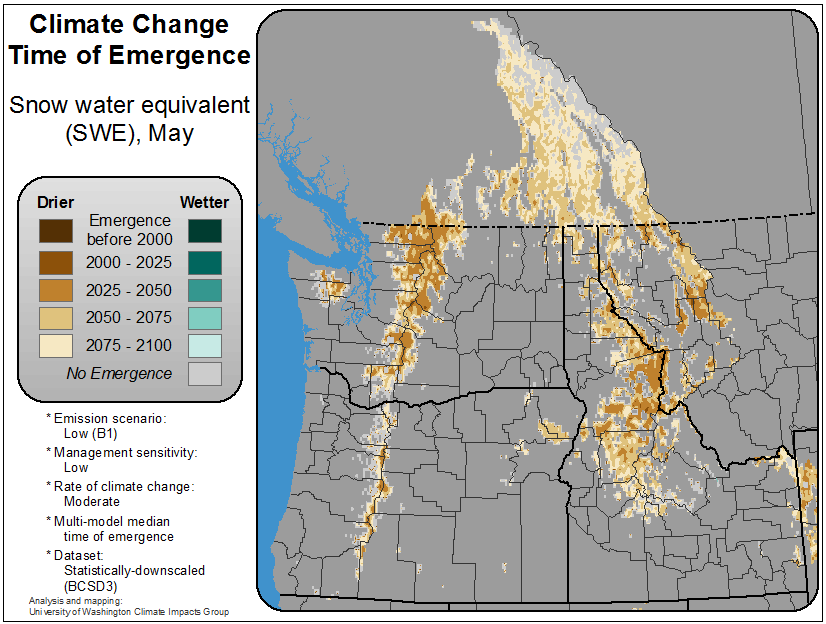 Climate Change
Time of Emergence
Snow water equivalent
(SWE), May
Drier Wetter
Emergence
before 2000
2000 - 2025
2025 - 2050
2050 - 2075
2075 - 2100
No Emergence
* Emission scenario:
Low (B1)
* Management sensitivity:
Low
* Rate of climate change:
Moderate
* Multi-model median
time of emergence
* Dataset:
Statistically-downscaled
(BCSD3)
Analysis and mapping:
University of Washington Climate Impacts Group